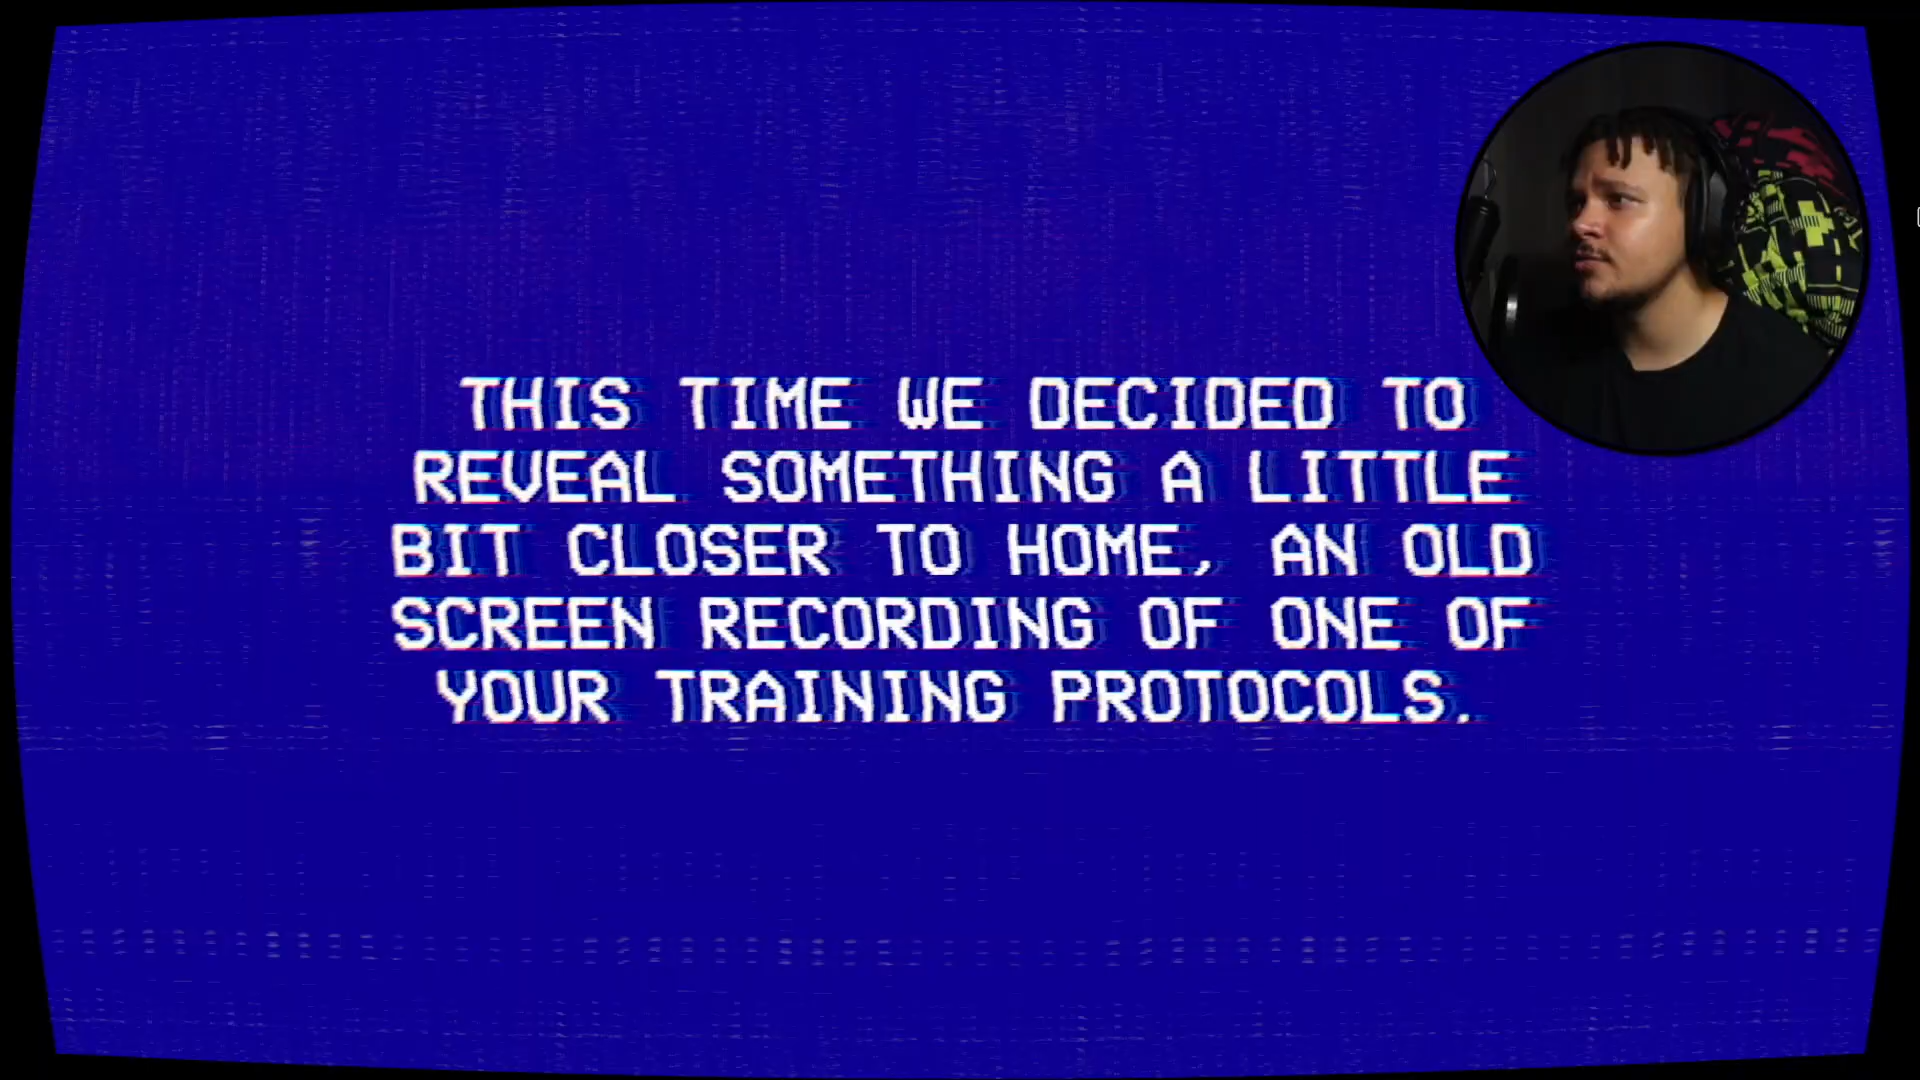 THIS TIME WE DECIDED TO
REVEAL SOMETHING A LITTLE
BIT CLOSER TO HOME, AN OLD
SCREEN RECORDING OF ONE OF
YOUR TRAINING PROTOCOLS.